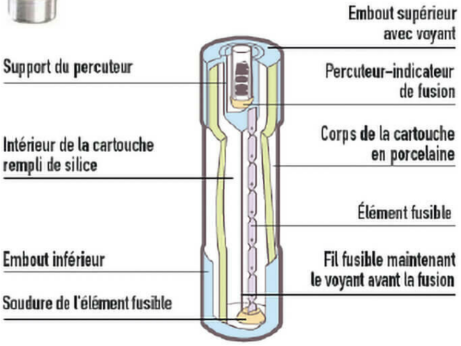 Embout supérieur
avec voyant
Support du percuteur
Percuteur-indicateur
de fusion
Intérieur de la cartouche
rempli de silice
Corps de la cartouche
en porcelaine
Élément fusible
Embout inférieur
Fil fusible maintenant
le voyant avant la fusion
Soudure de l'élément fusible